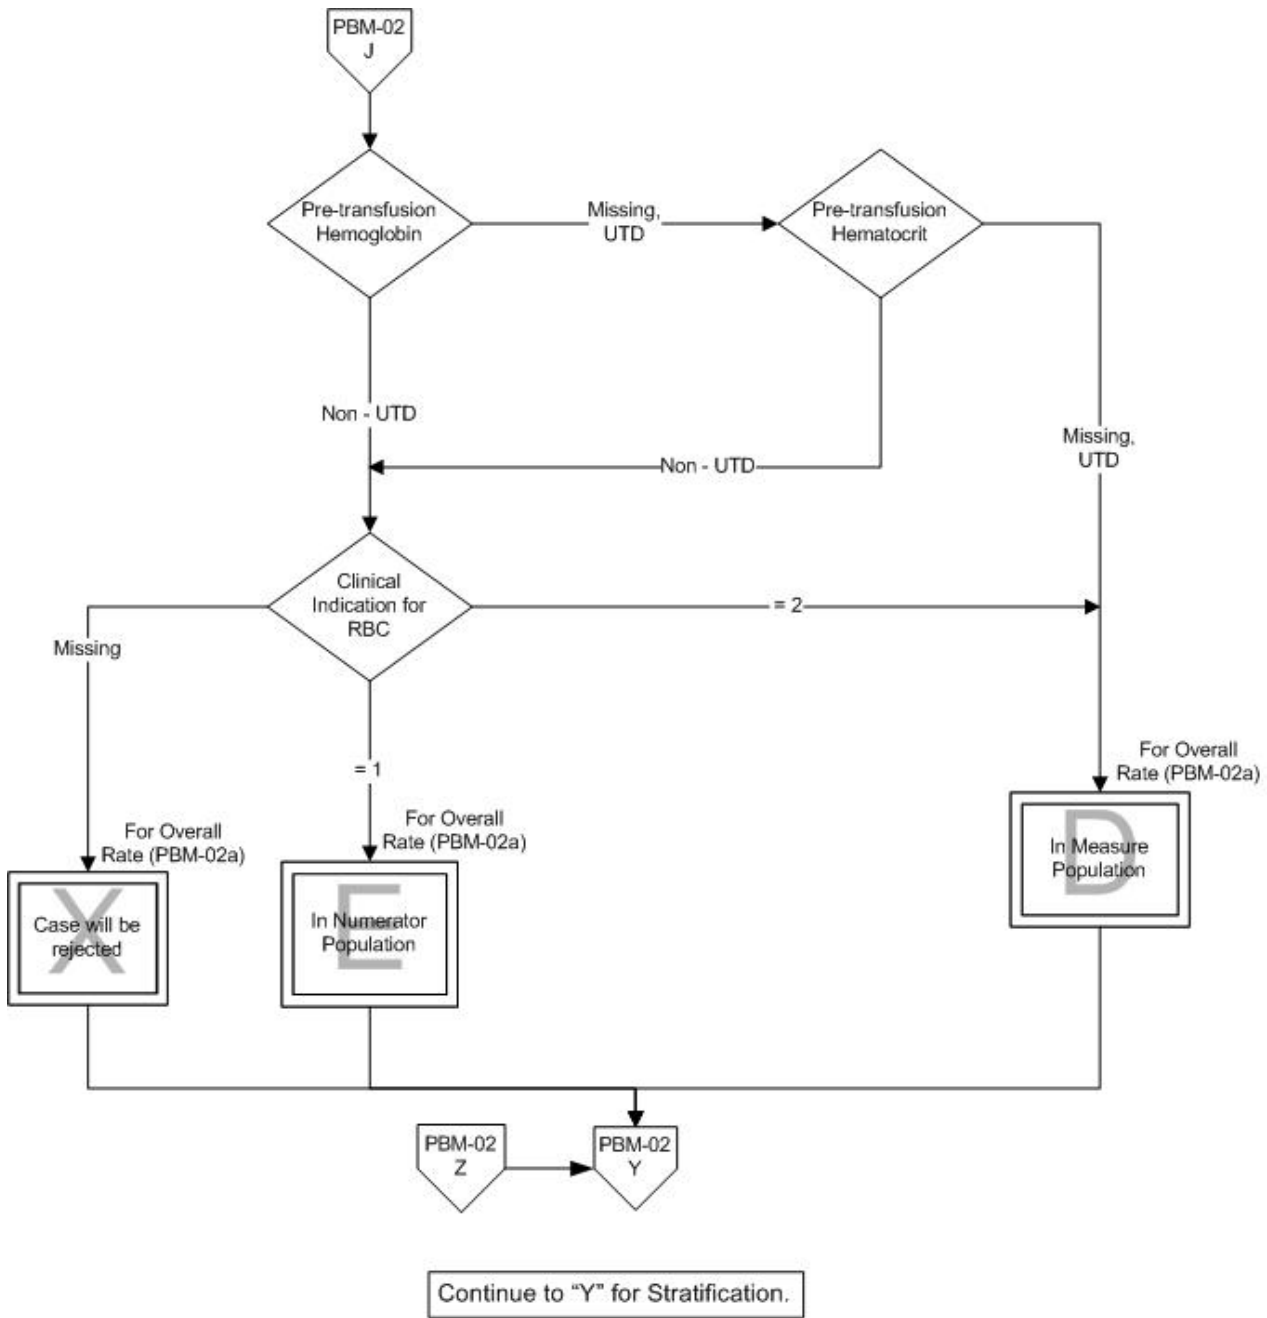 PBM-02
J
Pre-transfusion
Hemoglobin
Missing,
UTD
Pre-transfusion
Hematocrit
Non - UTD
Non - UTD
Missing,
UTD
Clinical
Indication for
RBC
= 2
Missing
= 1
For Overall
Rate (PBM-02a)
For Overall
Rate (PBM-02a)
For Overall
Rate (PBM-02a)
X
Case will be
rejected
E
In Numerator
Population
D
In Measure
Population
PBM-02
Z
PBM-02
Y
Continue to “Y” for Stratification.